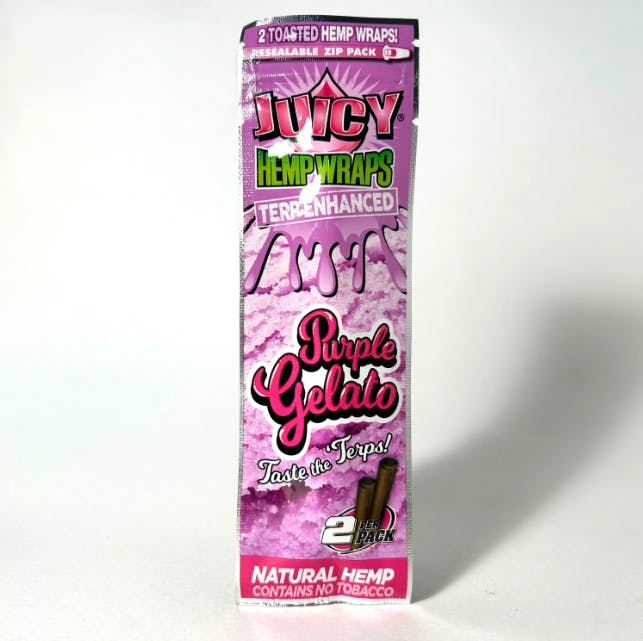 2 TOASTED HEMP WRAPS!
RESEALABLE ZIP PACK
JUICY®
HEMP WRAPS
TERP ENHANCED
Purple
Gelato
Taste the 'Terps!
2 PER
PACK
NATURAL HEMP
CONTAINS NO TOBACCO